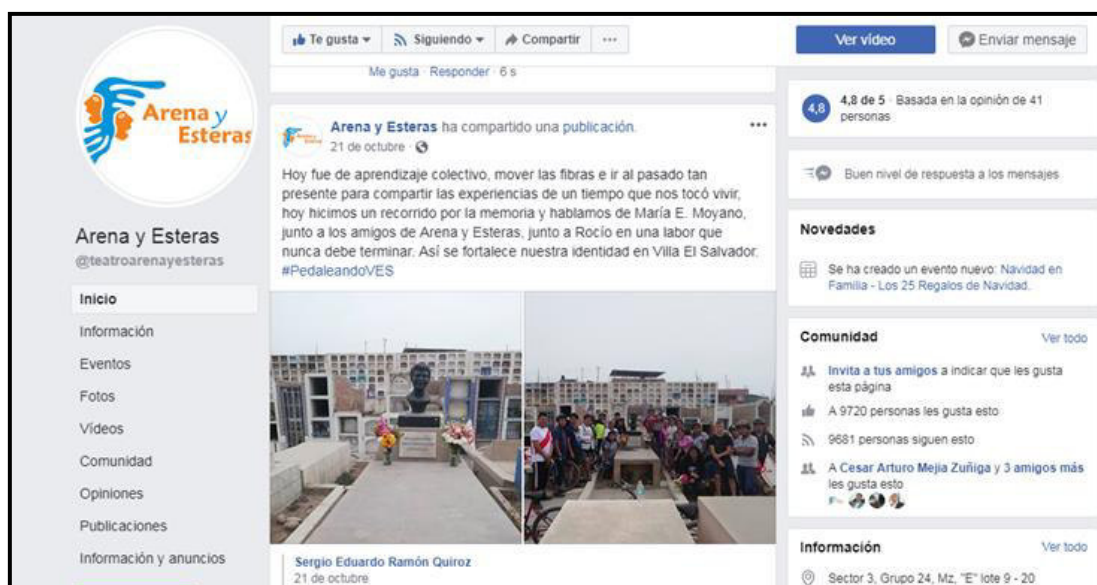 Arena y
Esteras
Arena y Esteras
@teatroarenayesteras
Inicio
Información
Eventos
Fotos
Vídeos
Comunidad
Opiniones
Publicaciones
Información y anuncios
Te gusta
Siguiendo
Compartir
···
Ver vídeo
Enviar mensaje
Me gusta · Responder · 6 s
Arena y Esteras ha compartido una publicación.
21 de octubre ·
Hoy fue de aprendizaje colectivo, mover las fibras e ir al pasado tan
presente para compartir las experiencias de un tiempo que nos tocó vivir,
hoy hicimos un recorrido por la memoria y hablamos de María E. Moyano,
junto a los amigos de Arena y Esteras, junto a Rocío en una labor que
nunca debe terminar. Así se fortalece nuestra identidad en Villa El Salvador.
#PedaleandoVES
Sergio Eduardo Ramón Quiroz
21 de octubre
4,8
4,8 de 5 · Basada en la opinión de 41
personas
Buen nivel de respuesta a los mensajes
Novedades
Se ha creado un evento nuevo: Navidad en
Familia - Los 25 Regalos de Navidad.
Comunidad
Ver todo
Invita a tus amigos a indicar que les gusta
esta página
A 9720 personas les gusta esto
9681 personas siguen esto
A Cesar Arturo Mejia Zuñiga y 3 amigos más
les gusta esto
Información
Ver todo
Sector 3, Grupo 24, Mz, "E" lote 9 - 20